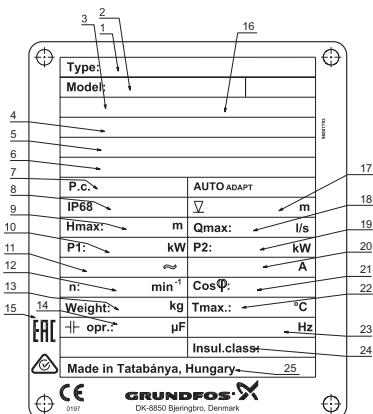 2
3
1
16
Type:
Model:
4
5
6
7
8
9
10
11
12
13
14
15
17
18
19
20
21
22
23
24
98087793
P.c. AUTO ADAPT
IP68 m
Hmax: m Qmax: l/s
P1: kW P2: kW
≈ A
n: min-1 Cosφ:
Weight: kg Tmax.: °C
opr.: µF Hz
Insul.class
Made in Tatabánya, Hungary 25
EAC
CE
0197
GRUNDFOS
DK-8850 Bjeringbro, Denmark